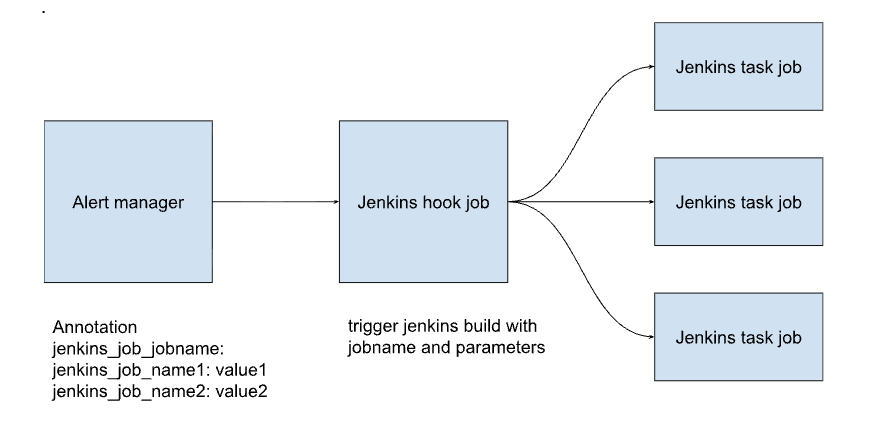 .
Jenkins task job
Alert manager
Jenkins hook job
Jenkins task job
Jenkins task job
Annotation
jenkins_job_jobname:
jenkins_job_name1: value1
jenkins_job_name2: value2
trigger jenkins build with
jobname and parameters